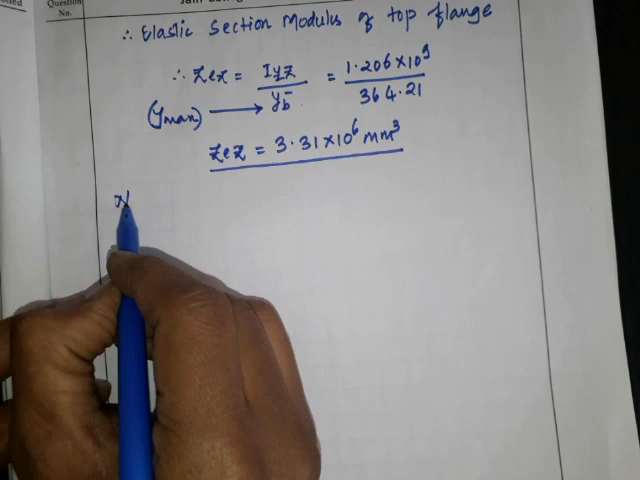 Question
No.
∴ Elastic Section Modulus of top flange
∴ Zez = Iyz / yb = 1.206 x 10⁹ / 364.21
(ymax) →
Zez = 3.31 x 10⁶ mm³